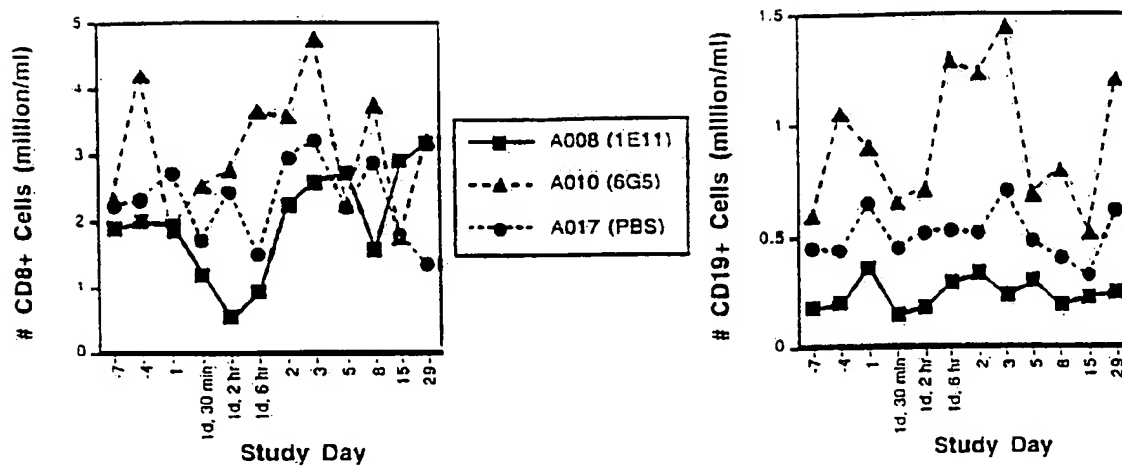 # CD8+ Cells (million/ml)
5
4
3
2
1
0
-7
-4
1
1d, 30 min
1d, 2 hr
1d, 6 hr
2
3
5
8
15
29
Study Day
A008 (1E11)
A010 (6G5)
A017 (PBS)
# CD19+ Cells (million/ml)
1.5
1
0.5
0
-7
-4
1
1d, 30 min
1d, 2 hr
1d, 6 hr
2
3
5
8
15
29
Study Day